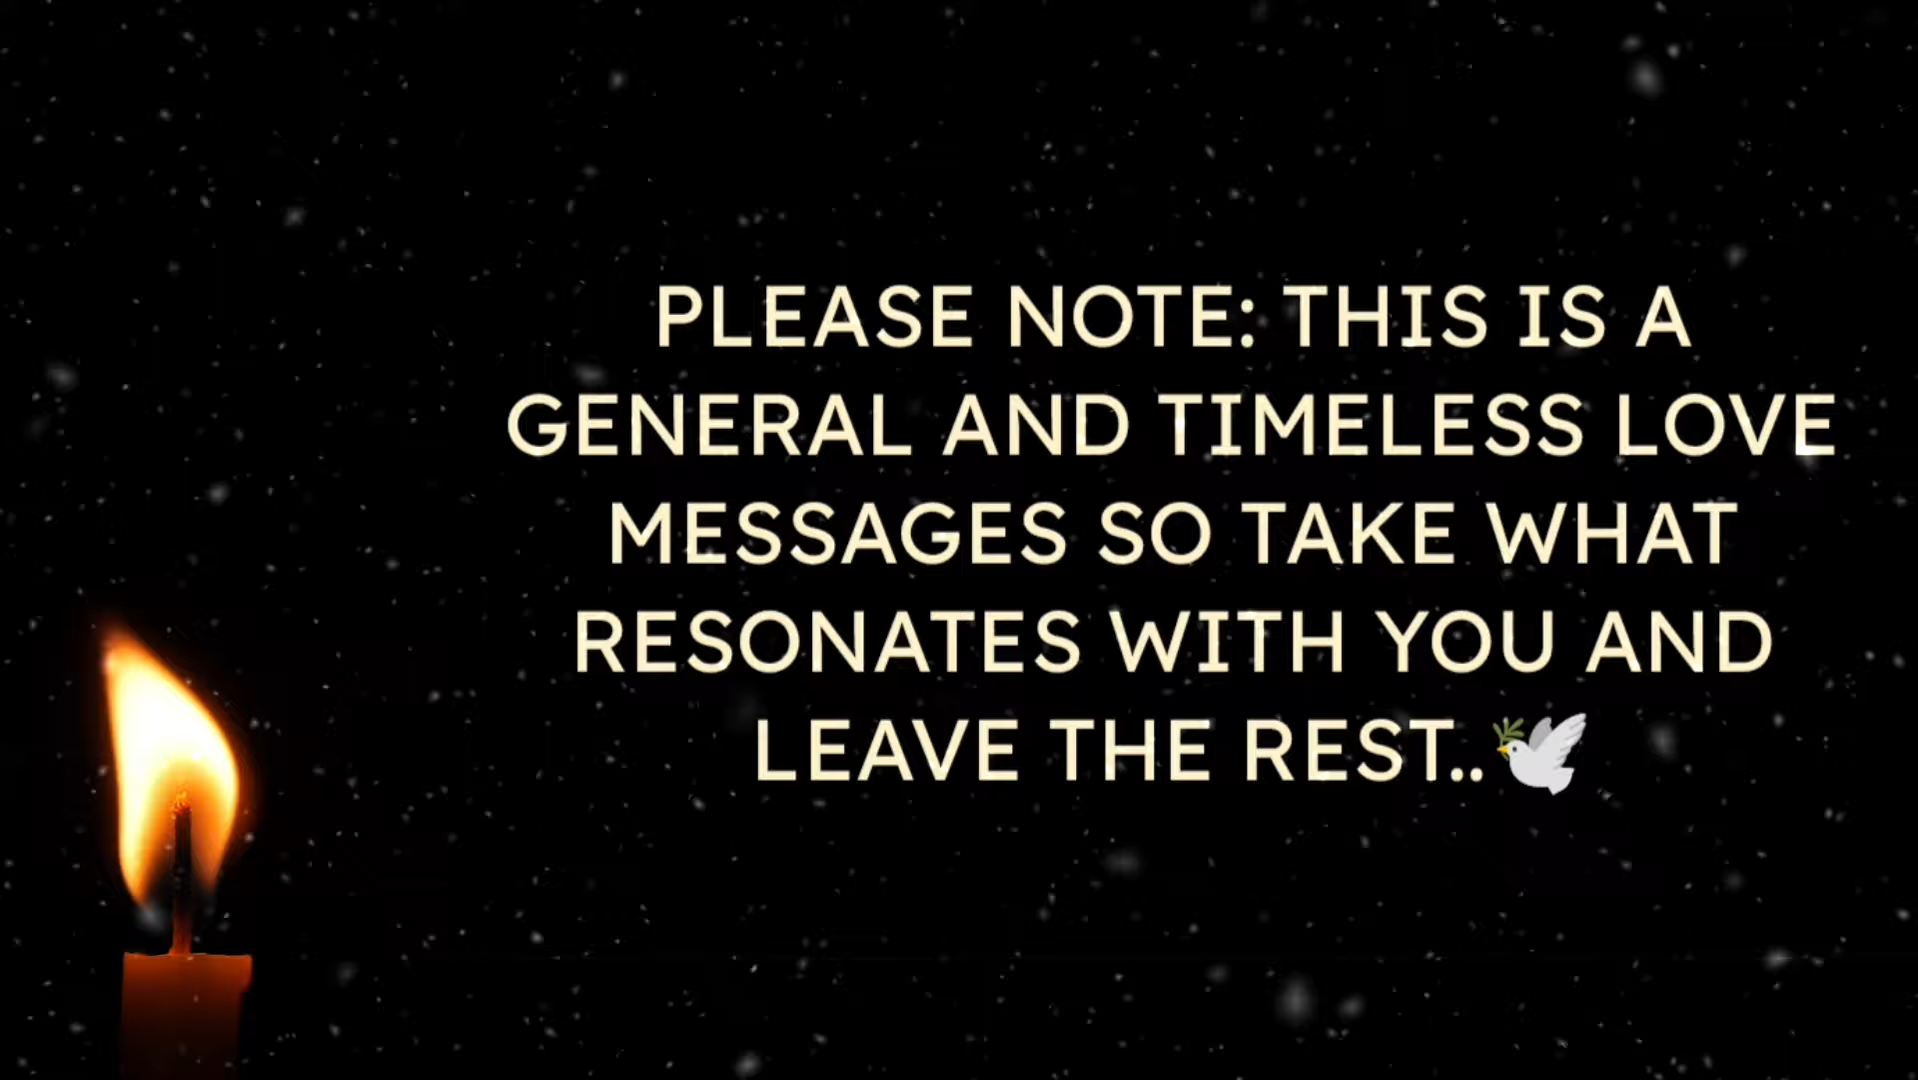 PLEASE NOTE: THIS IS A
GENERAL AND TIMELESS LOVE
MESSAGES SO TAKE WHAT
RESONATES WITH YOU AND
LEAVE THE REST..🕊️